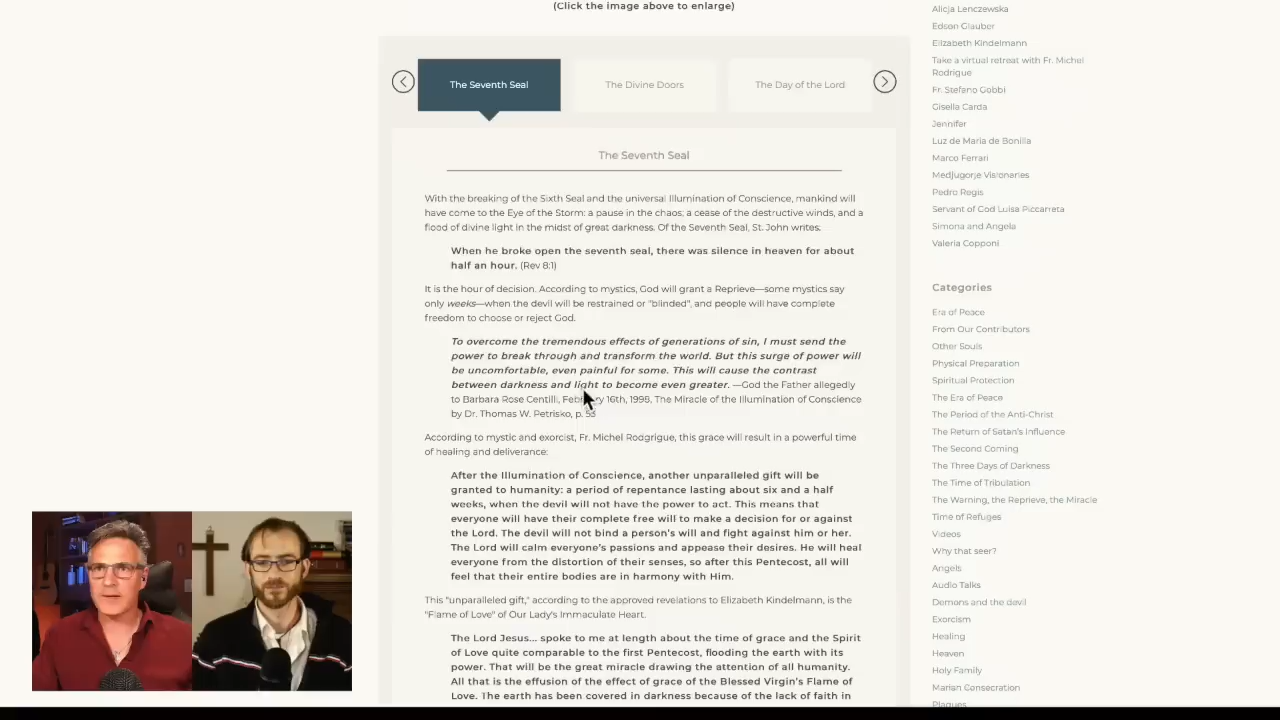 (Click the image above to enlarge)
The Seventh Seal
The Divine Doors
The Day of the Lord
The Seventh Seal
With the breaking of the Sixth Seal and the universal Illumination of Conscience, mankind will
have come to the Eye of the Storm: a pause in the chaos; a cease of the destructive winds, and a
flood of divine light in the midst of great darkness. Of the Seventh Seal, St. John writes:
When he broke open the seventh seal, there was silence in heaven for about
half an hour. (Rev 8:1)
It is the hour of decision. According to mystics, God will grant a Reprieve—some mystics say
only weeks—when the devil will be restrained or "blinded", and people will have complete
freedom to choose or reject God.
To overcome the tremendous effects of generations of sin, I must send the
power to break through and transform the world. But this surge of power will
be uncomfortable, even painful for some. This will cause the contrast
between darkness and light to become even greater. —God the Father allegedly
to Barbara Rose Centilli, 16th, 1998, The Miracle of the Illumination of Conscience
by Dr. Thomas W. Petrisko, p. 53
According to mystic and exorcist, Fr. Michel Rodgrigue, this grace will result in a powerful time
of healing and deliverance:
After the Illumination of Conscience, another unparalleled gift will be
granted to humanity: a period of repentance lasting about six and a half
weeks, when the devil will not have the power to act. This means that
everyone will have their complete free will to make a decision for or against
the Lord. The devil will not bind a person's will and fight against him or her.
The Lord will calm everyone's passions and appease their desires. He will heal
everyone from the distortion of their senses, so after this Pentecost, all will
feel that their entire bodies are in harmony with Him.
This "unparalleled gift," according to the approved revelations to Elizabeth Kindelmann, is the
"Flame of Love" of Our Lady's Immaculate Heart.
The Lord Jesus... spoke to me at length about the time of grace and the Spirit
of Love quite comparable to the first Pentecost, flooding the earth with its
power. That will be the great miracle drawing the attention of all humanity.
All that is the effusion of the effect of grace of the Blessed Virgin's Flame of
Love. The earth has been covered in darkness because of the lack of faith in
Alicja Lenczewska
Edson Glauber
Elizabeth Kindelmann
Take a virtual retreat with Fr. Michel
Rodrigue
Fr. Stefano Gobbi
Gisella Carda
Jennifer
Luz de Maria de Bonilla
Marco Ferrari
Medjugorje Visionaries
Pedro Regis
Servant of God Luisa Piccarreta
Simona and Angela
Valeria Copponi
Categories
Era of Peace
From Our Contributors
Other Souls
Physical Preparation
Spiritual Protection
The Era of Peace
The Period of the Anti-Christ
The Return of Satan's Influence
The Second Coming
The Three Days of Darkness
The Time of Tribulation
The Warning, the Reprieve, the Miracle
Time of Refuges
Videos
Why that seer?
Angels
Audio Talks
Demons and the devil
Exorcism
Healing
Heaven
Holy Family
Marian Consecration
Plagues